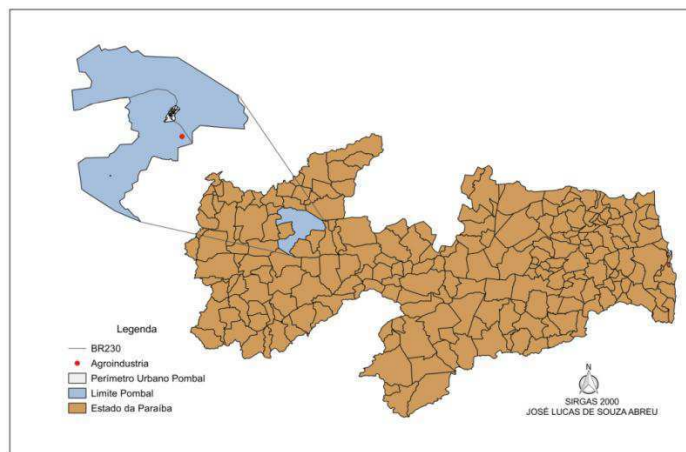 Legenda
BR230
Agroindustria
Perímetro Urbano Pombal
Limite Pombal
Estado da Paraíba
N
SIRGAS 2000
JOSÉ LUCAS DE SOUZA ABREU